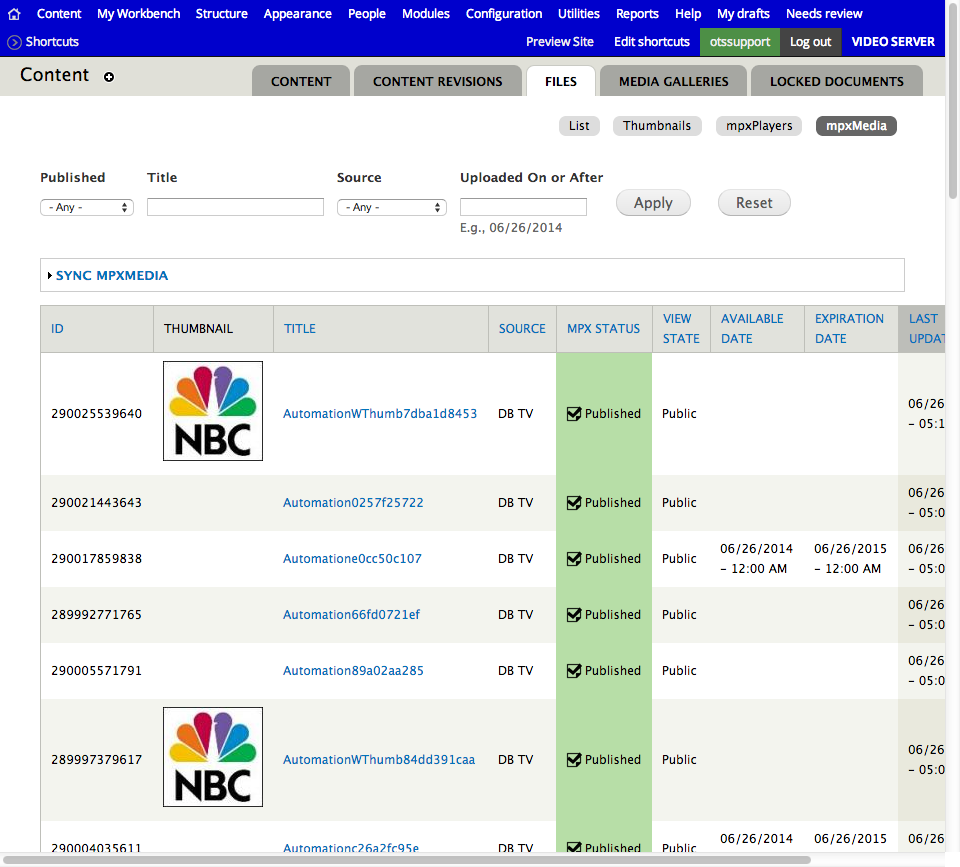 Content My Workbench Structure Appearance People Modules Configuration Utilities Reports Help My drafts Needs review
Shortcuts Preview Site Edit shortcuts otssupport Log out VIDEO SERVER
Content CONTENT CONTENT REVISIONS FILES MEDIA GALLERIES LOCKED DOCUMENTS
List Thumbnails mpxPlayers mpxMedia
Published Title Source Uploaded On or After
- Any - - Any - Apply Reset
E.g., 06/26/2014
SYNC MPXMEDIA
ID THUMBNAIL TITLE SOURCE MPX STATUS VIEW STATE AVAILABLE DATE EXPIRATION DATE LAST UPDAT
290025539640 NBC AutomationWThumb7dba1d8453 DB TV Published Public 06/26 – 05:1
290021443643 Automation0257f25722 DB TV Published Public 06/26 – 05:0
290017859838 Automatione0cc50c107 DB TV Published Public 06/26/2014 – 12:00 AM 06/26/2015 – 12:00 AM 06/26 – 05:0
289992771765 Automation66fd0721ef DB TV Published Public 06/26 – 05:0
290005571791 Automation89a02aa285 DB TV Published Public 06/26 – 05:0
289997379617 NBC AutomationWThumb84dd391caa DB TV Published Public 06/26 – 05:0
290004035611 Automationc26a2fc95e DB TV Published Public 06/26/2014 06/26/2015 06/26